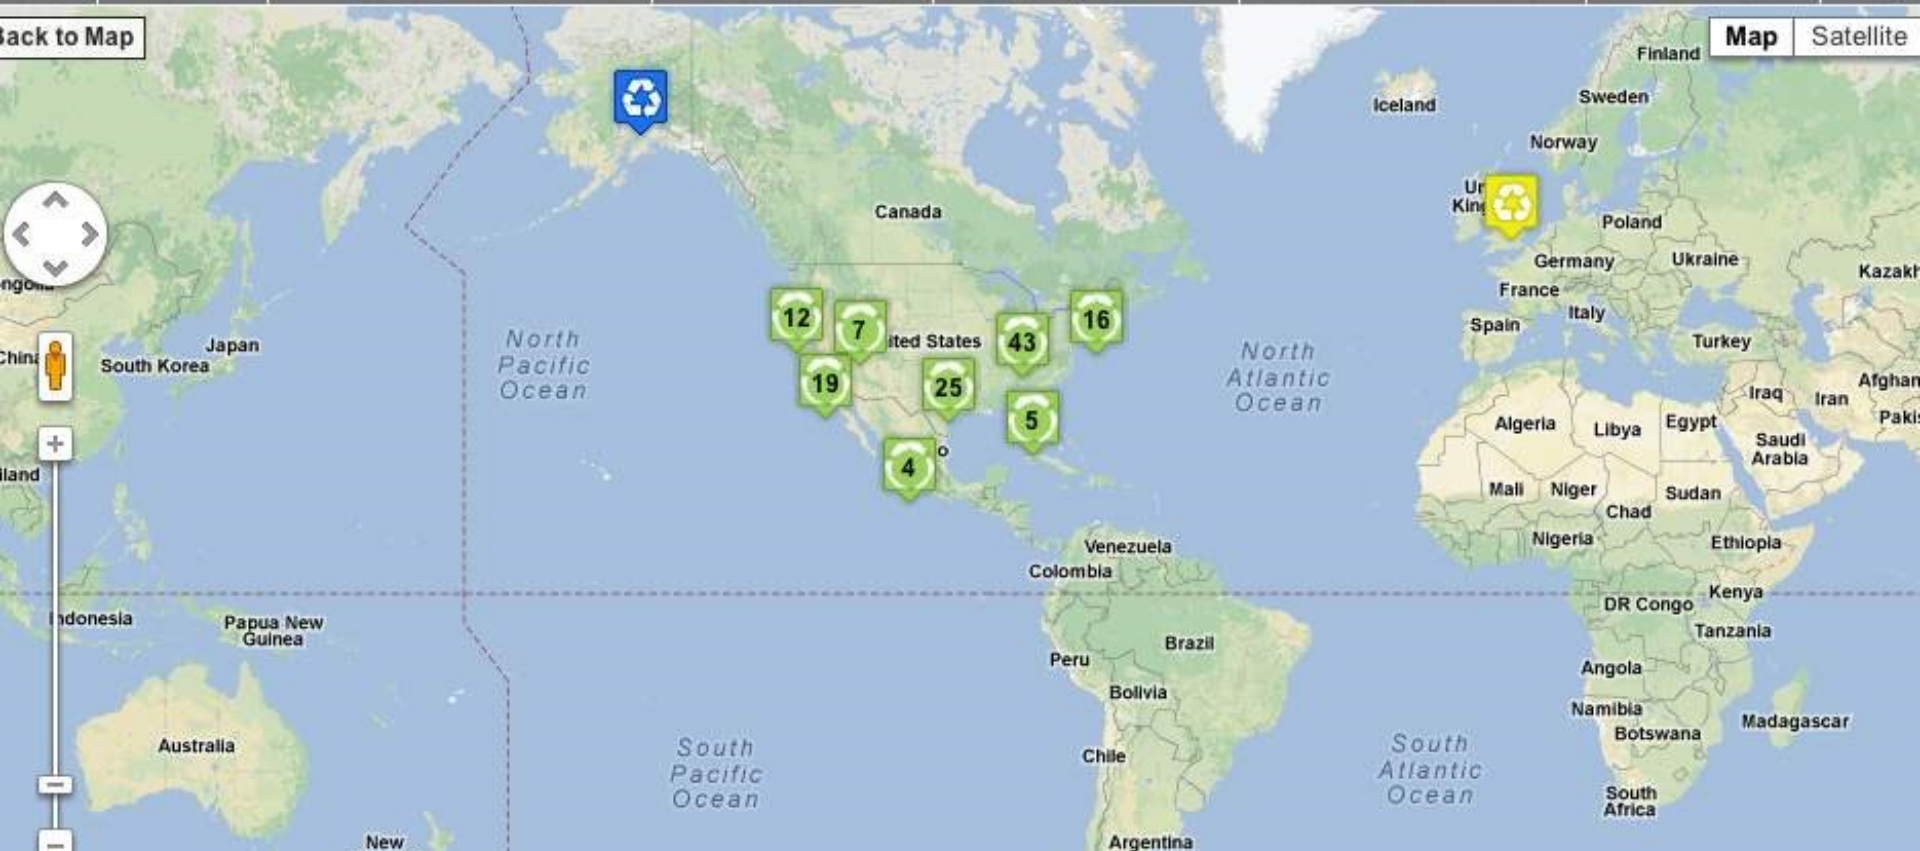 Back to Map
Map
Satellite
Finland
Iceland
Sweden
Norway
Canada
Poland
Germany
Ukraine
France
Italy
Spain
Turkey
12
7
43
16
19
25
5
4
Japan
South Korea
China
North
Pacific
Ocean
North
Atlantic
Ocean
Iraq
Iran
Algeria
Libya
Egypt
Saudi
Arabia
Mali
Niger
Sudan
Chad
Nigeria
Ethiopia
Venezuela
Colombia
Kenya
DR Congo
Tanzania
Indonesia
Papua New
Guinea
Brazil
Peru
Angola
Bolivia
Namibia
Madagascar
Botswana
Australia
Chile
South
Pacific
Ocean
South
Atlantic
Ocean
South
Africa
New
Argentina